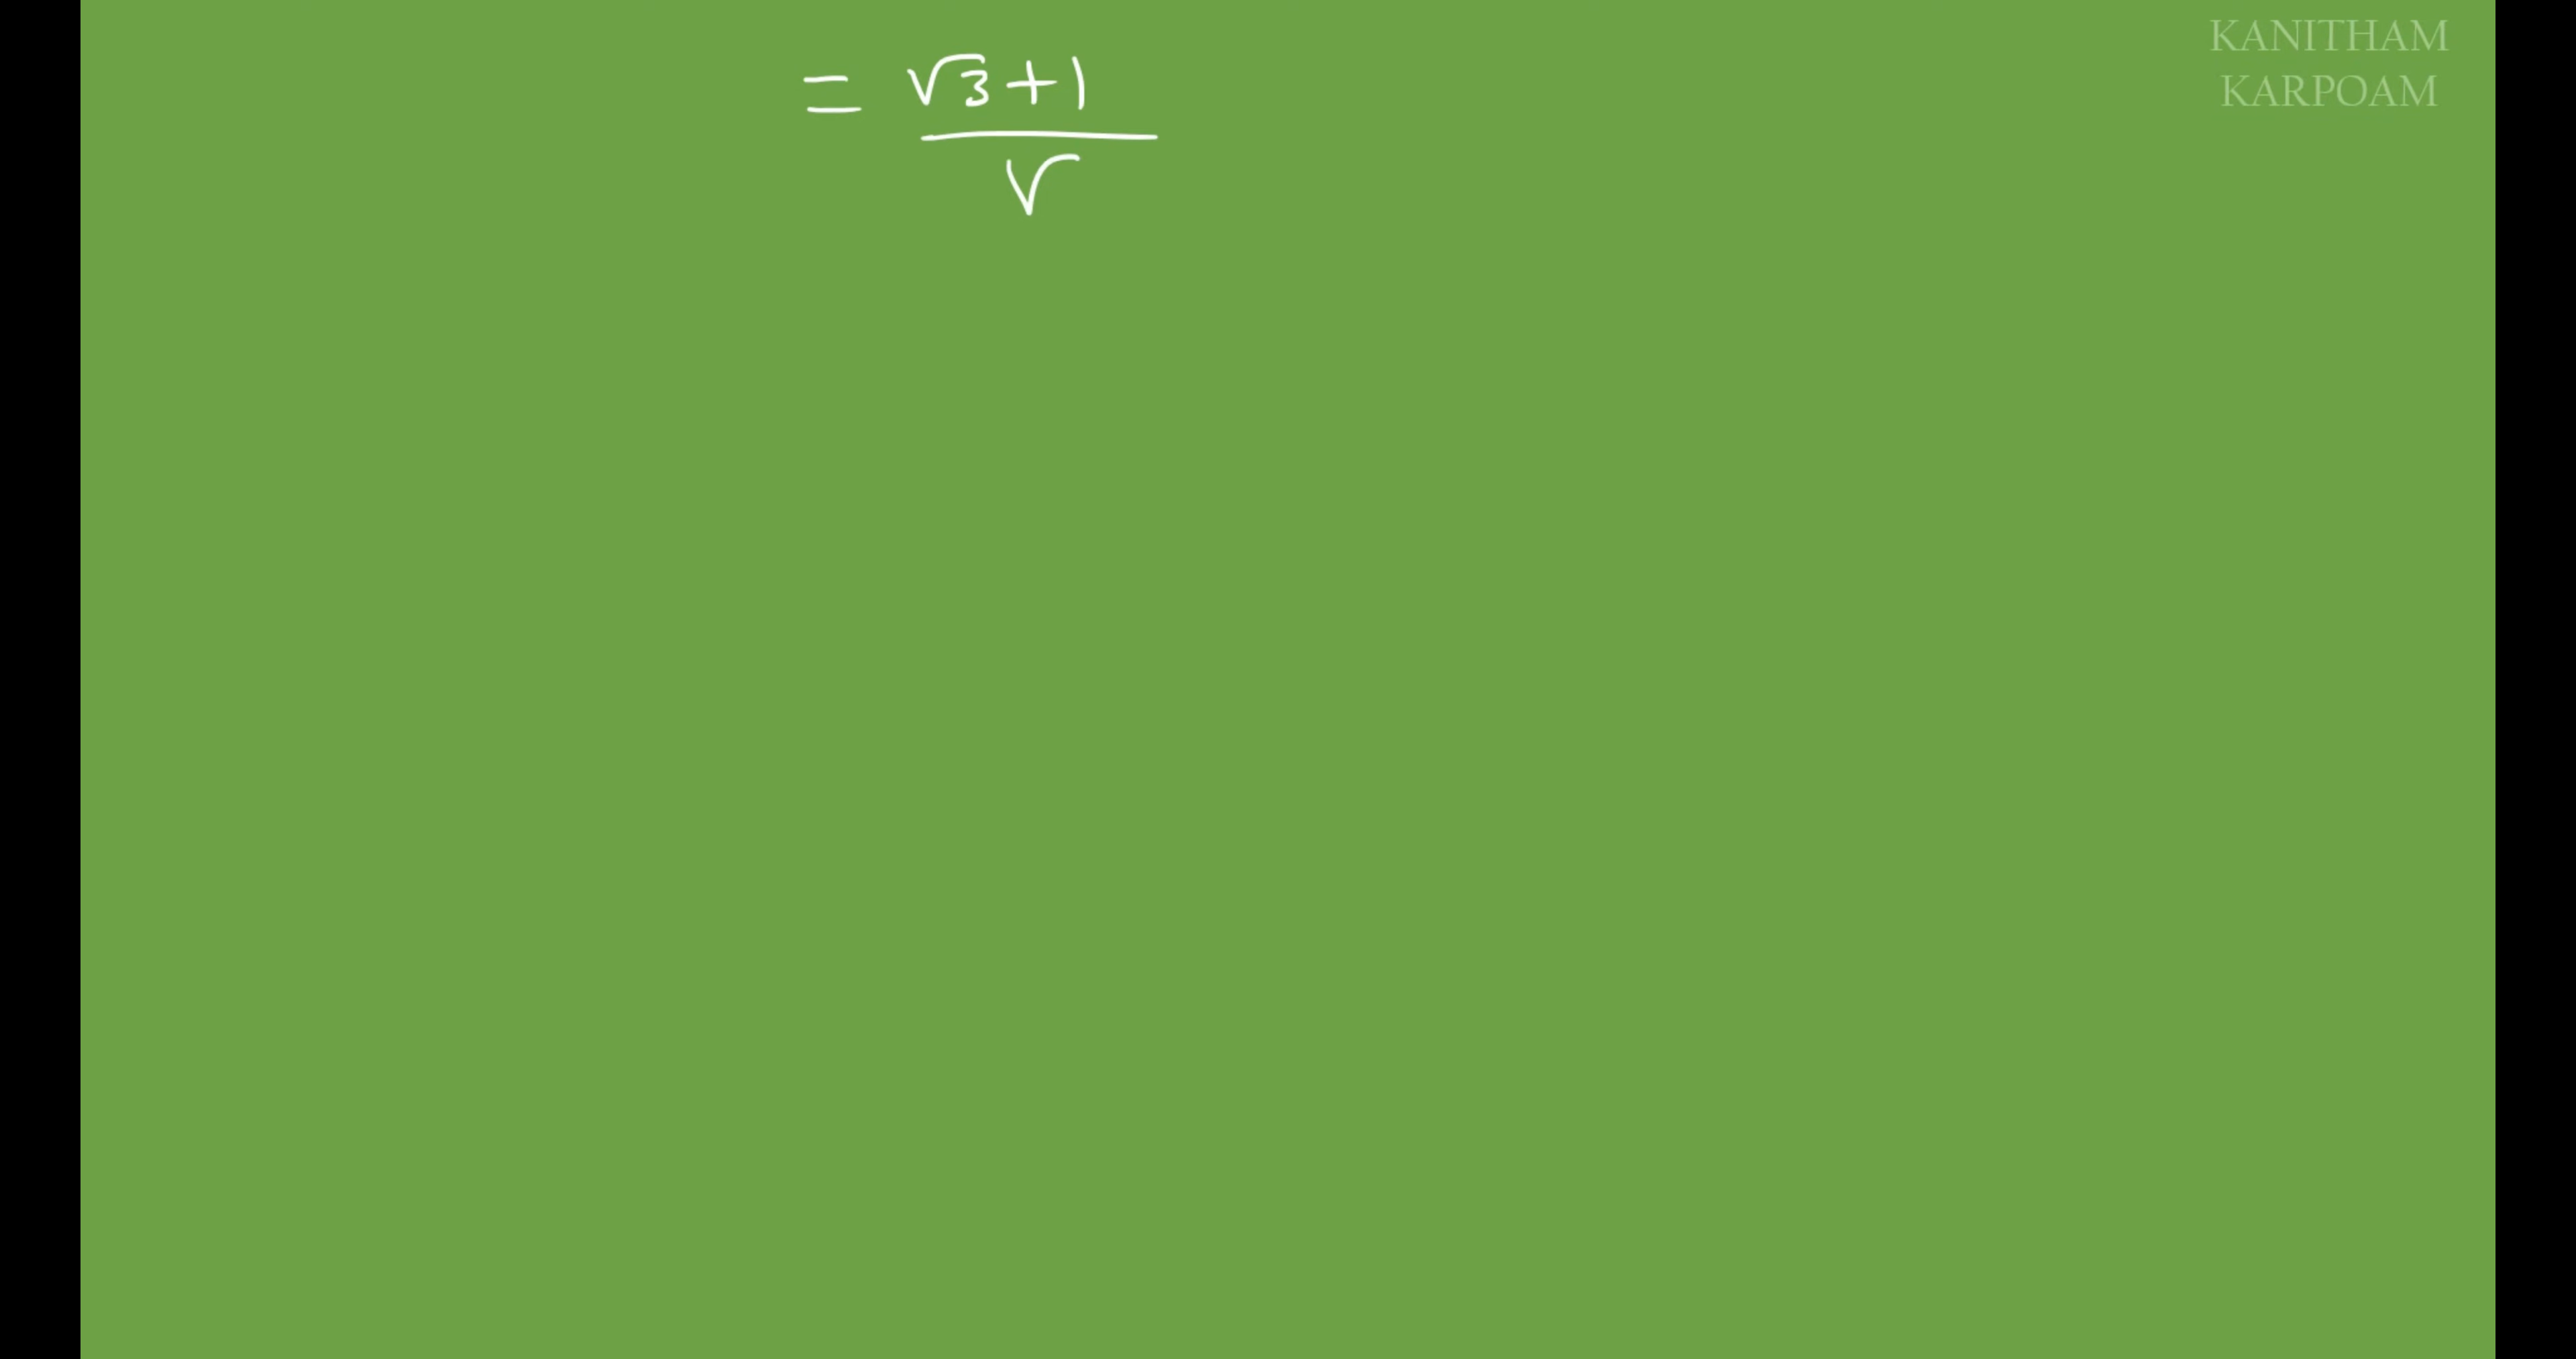 = √3+1
√
KANITHAM
KARPOAM